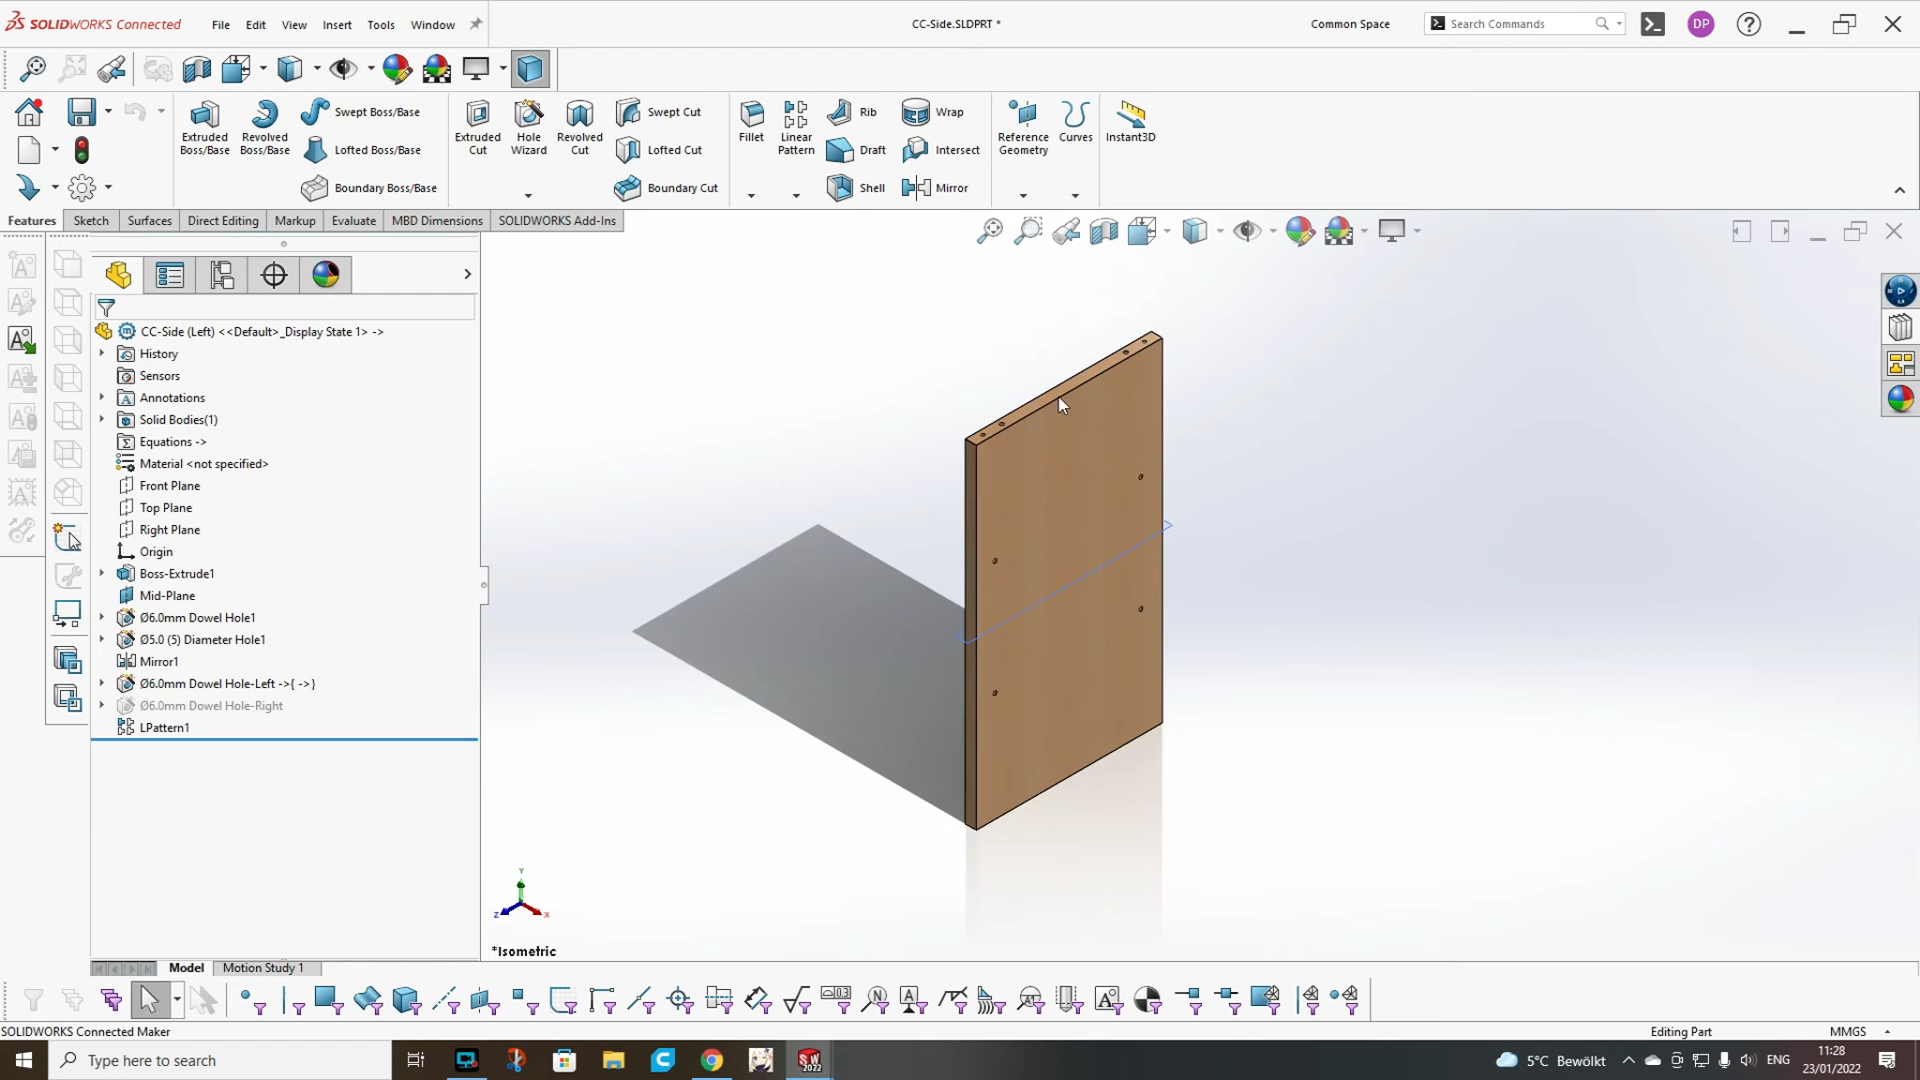 SOLIDWORKS Connected
File
Edit
View
Insert
Tools
Window
CC-Side.SLDPRT *
Common Space
Search Commands
DP
Extruded Boss/Base
Revolved Boss/Base
Swept Boss/Base
Lofted Boss/Base
Boundary Boss/Base
Extruded Cut
Hole Wizard
Revolved Cut
Swept Cut
Lofted Cut
Boundary Cut
Fillet
Linear Pattern
Rib
Draft
Shell
Wrap
Intersect
Mirror
Reference Geometry
Curves
Instant3D
Features
Sketch
Surfaces
Direct Editing
Markup
Evaluate
MBD Dimensions
SOLIDWORKS Add-Ins
CC-Side (Left) <<Default>_Display State 1> ->
History
Sensors
Annotations
Solid Bodies(1)
Equations ->
Material <not specified>
Front Plane
Top Plane
Right Plane
Origin
Boss-Extrude1
Mid-Plane
Ø6.0mm Dowel Hole1
Ø5.0 (5) Diameter Hole1
Mirror1
Ø6.0mm Dowel Hole-Left ->{ ->}
Ø6.0mm Dowel Hole-Right
LPattern1
Y
Z
X
*Isometric
Model
Motion Study 1
SOLIDWORKS Connected Maker
Editing Part
MMGS
Type here to search
SW
2022
5°C Bewölkt
ENG
11:28
23/01/2022